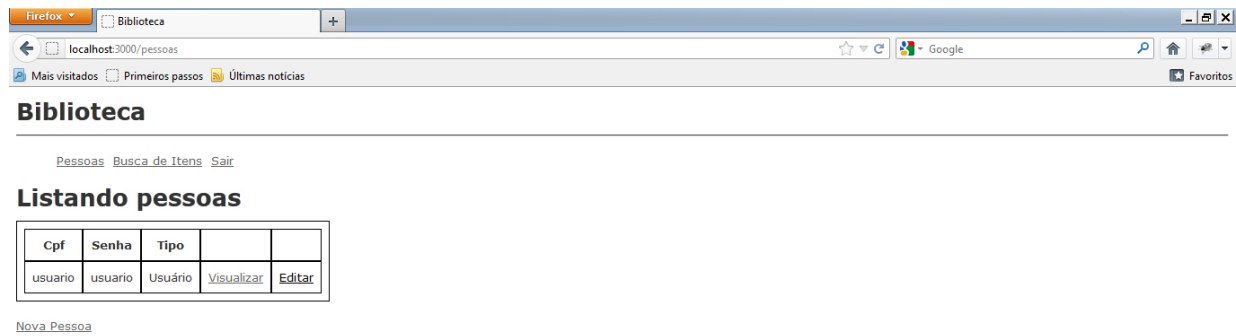 Firefox
Biblioteca
localhost:3000/pessoas
Google
Mais visitados Primeiros passos Últimas notícias
Favoritos
Biblioteca
Pessoas Busca de Itens Sair
Listando pessoas
Cpf Senha Tipo
usuario usuario Usuário Visualizar Editar
Nova Pessoa